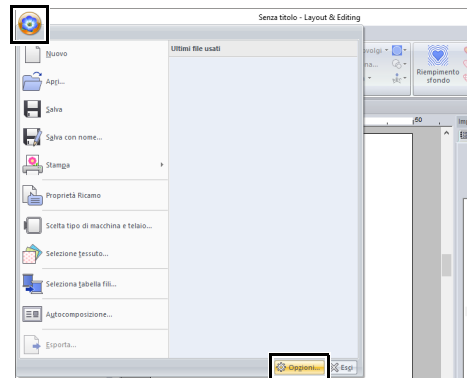 Senza titolo - Layout & Editing
Ultimi file usati
Nuovo
Apri...
Salva
Salva con nome...
Stampa
Proprietà Ricamo
Scelta tipo di macchina e telaio...
Selezione tessuto...
Seleziona tabella fili...
Autocomposizione...
Esporta...
Opzioni...
Esci
Riempimento
sfondo